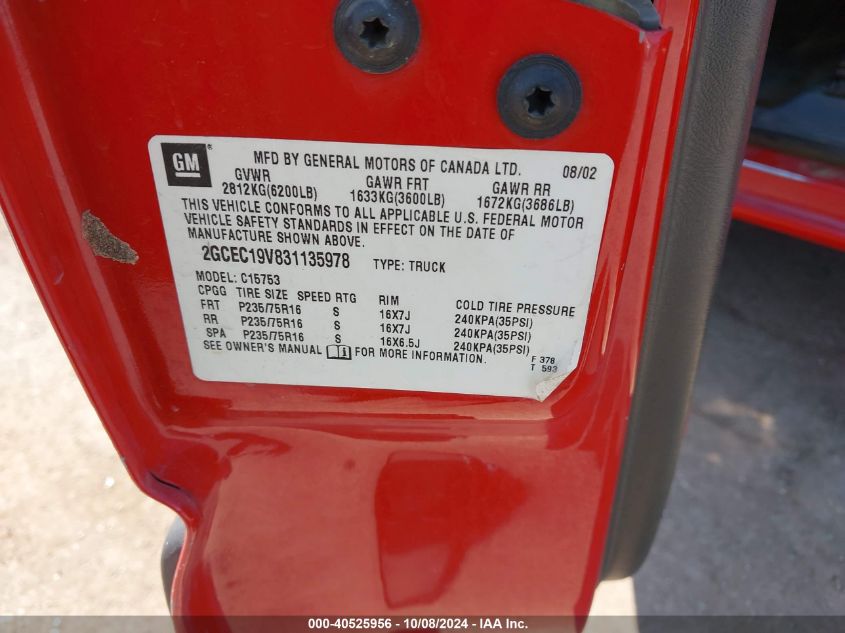 GM
MFD BY GENERAL MOTORS OF CANADA LTD. 08/02
GVWR GAWR FRT GAWR RR
2812KG(6200LB) 1633KG(3600LB) 1672KG(3686LB)
THIS VEHICLE CONFORMS TO ALL APPLICABLE U.S. FEDERAL MOTOR
VEHICLE SAFETY STANDARDS IN EFFECT ON THE DATE OF
MANUFACTURE SHOWN ABOVE.
2GCEC19V831135978 TYPE: TRUCK
MODEL: C15753
CPGG TIRE SIZE SPEED RTG RIM COLD TIRE PRESSURE
FRT P235/75R16 S 16X7J 240KPA(35PSI)
RR P235/75R16 S 16X7J 240KPA(35PSI)
SPA P235/75R16 S 16X6.5J 240KPA(35PSI)
SEE OWNER'S MANUAL FOR MORE INFORMATION.
F 378
T 593
000-40525956 - 10/08/2024 - IAA Inc.